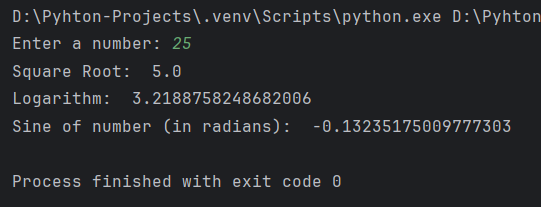 D:\Pyhton-Projects\.venv\Scripts\python.exe D:\Pyhton
Enter a number: 25
Square Root:  5.0
Logarithm:  3.2188758248682006
Sine of number (in radians):  -0.13235175009777303
Process finished with exit code 0